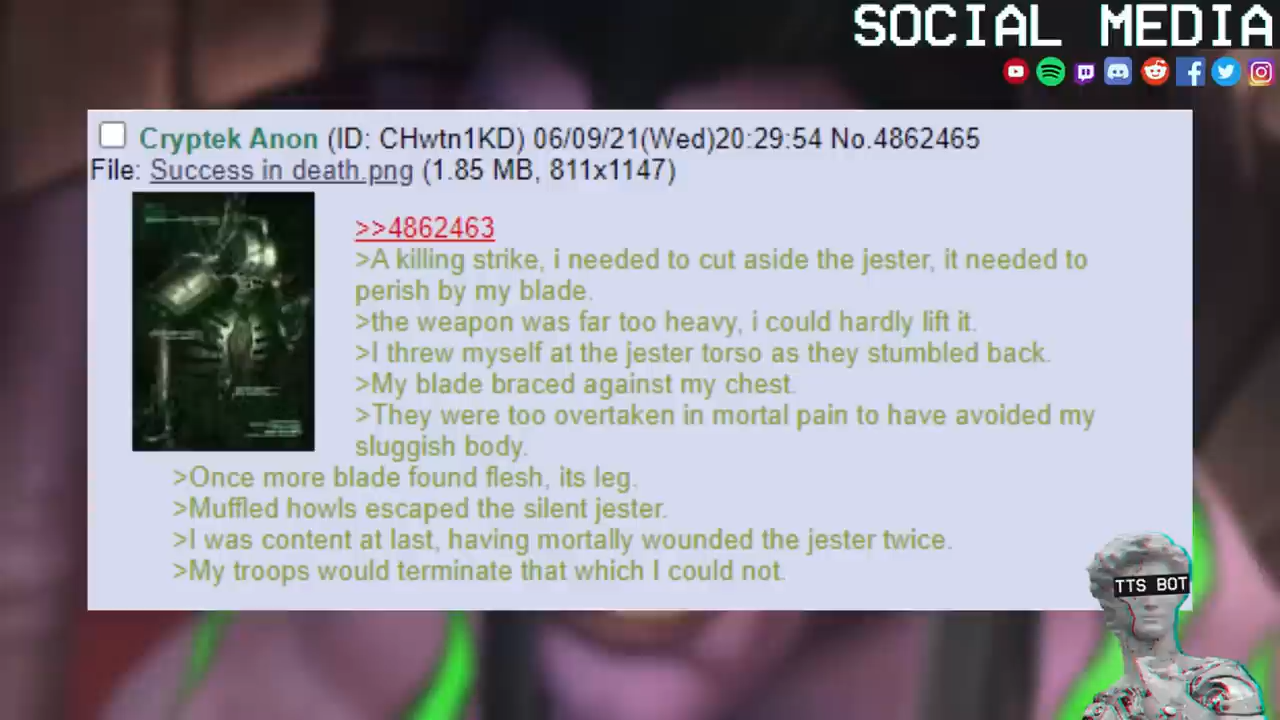 SOCIAL MEDIA
Cryptek Anon (ID: CHwtn1KD) 06/09/21(Wed)20:29:54 No.4862465
File: Success in death.png (1.85 MB, 811x1147)
>>4862463
>A killing strike, i needed to cut aside the jester, it needed to
perish by my blade.
>the weapon was far too heavy, i could hardly lift it.
>I threw myself at the jester torso as they stumbled back.
>My blade braced against my chest.
>They were too overtaken in mortal pain to have avoided my
sluggish body.
>Once more blade found flesh, its leg.
>Muffled howls escaped the silent jester.
>I was content at last, having mortally wounded the jester twice.
>My troops would terminate that which I could not.
TTS BOT